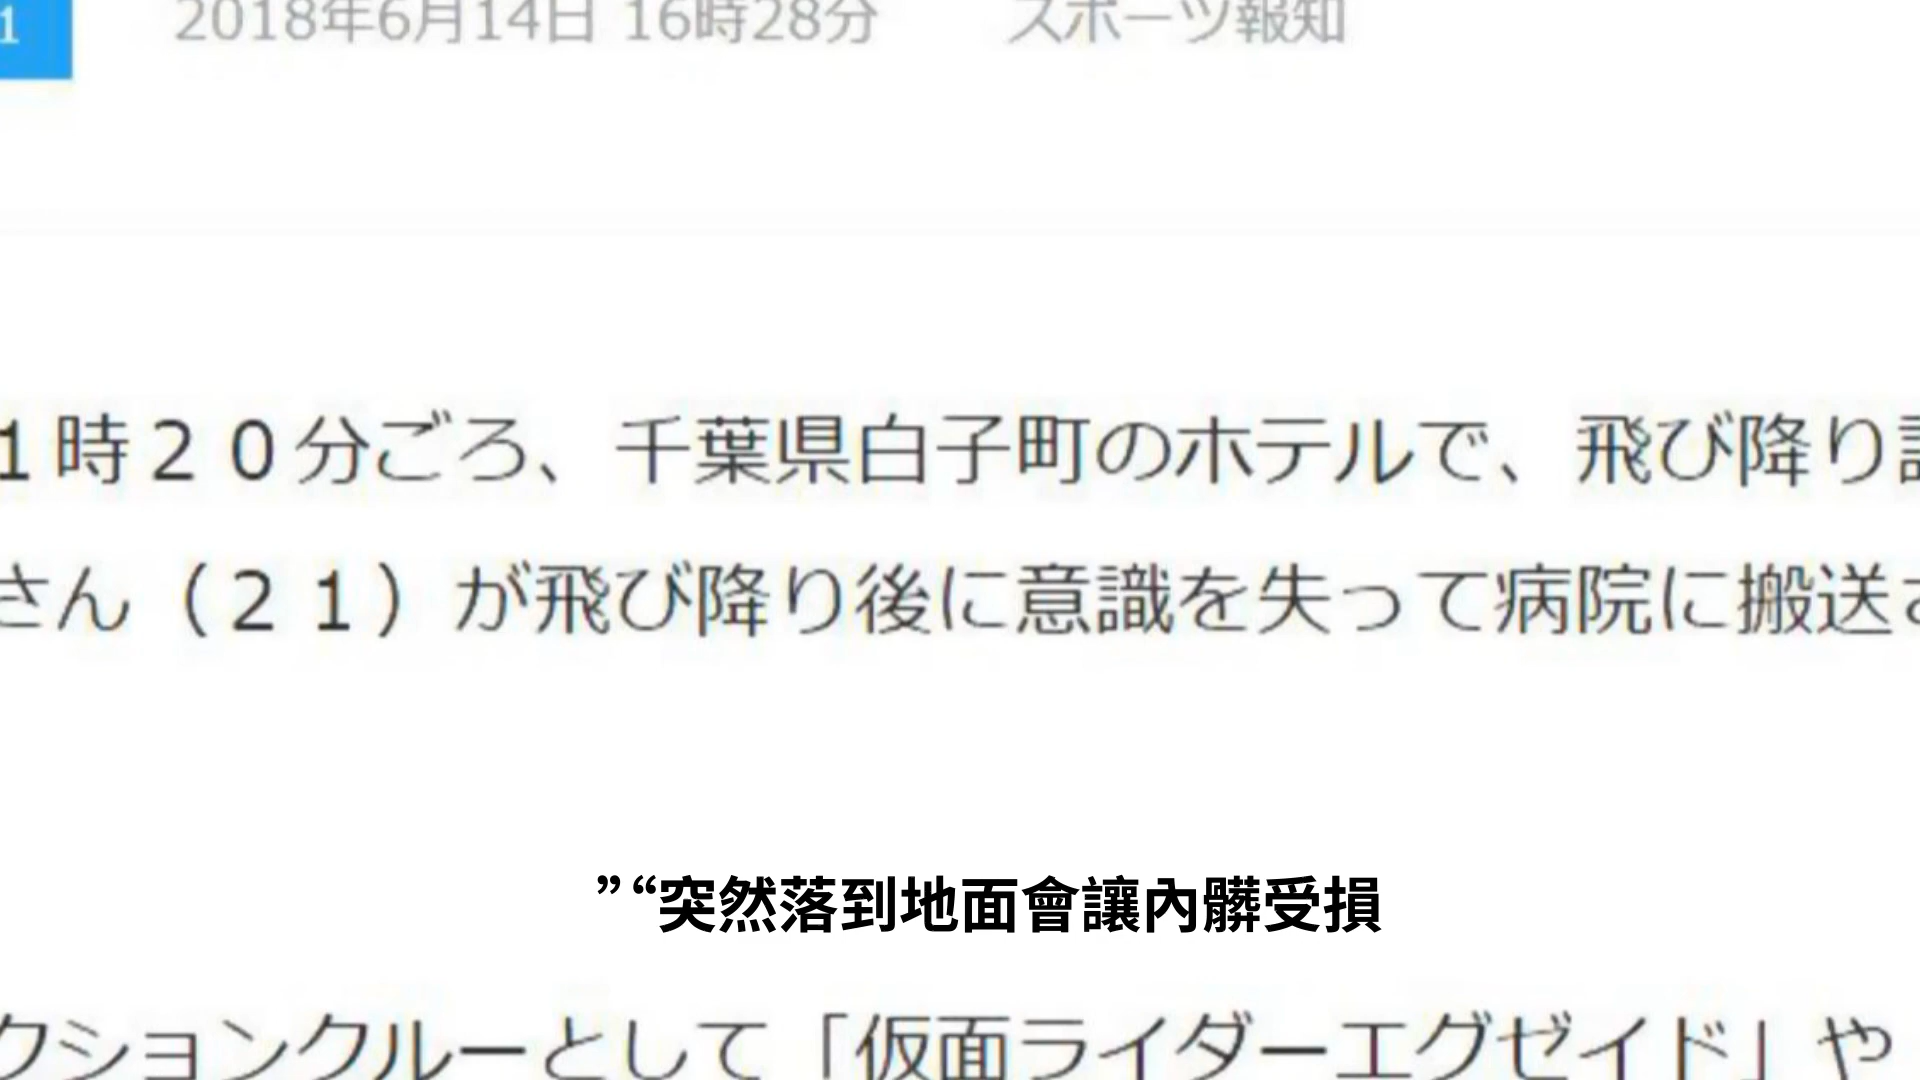 1 2018年6月14日 16時28分 スポーツ報知
1時20分ごろ、千葉県白子町のホテルで、飛び降り
さん（21）が飛び降り後に意識を失って病院に搬送
”“突然落到地面會讓內髒受損
クションクルーとして「仮面ライダーエグゼイド」や